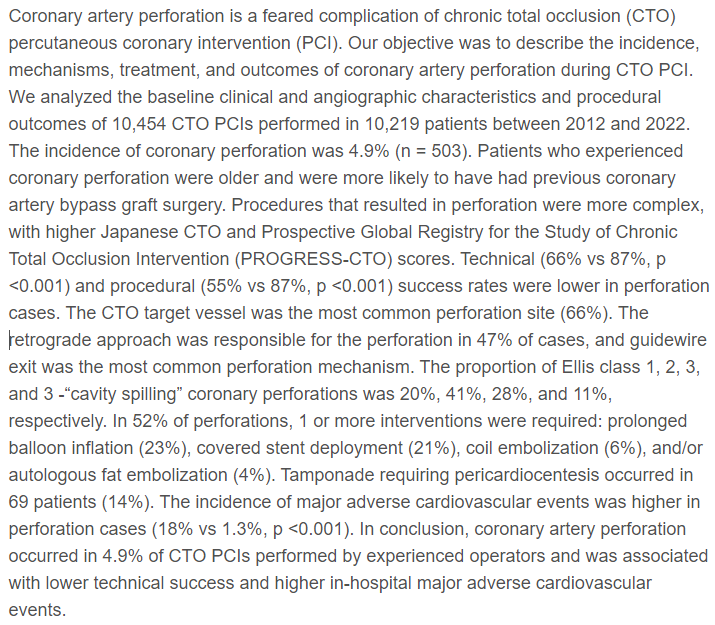 Coronary artery perforation is a feared complication of chronic total occlusion (CTO)
percutaneous coronary intervention (PCI). Our objective was to describe the incidence,
mechanisms, treatment, and outcomes of coronary artery perforation during CTO PCI.
We analyzed the baseline clinical and angiographic characteristics and procedural
outcomes of 10,454 CTO PCIs performed in 10,219 patients between 2012 and 2022.
The incidence of coronary perforation was 4.9% (n = 503). Patients who experienced
coronary perforation were older and were more likely to have had previous coronary
artery bypass graft surgery. Procedures that resulted in perforation were more complex,
with higher Japanese CTO and Prospective Global Registry for the Study of Chronic
Total Occlusion Intervention (PROGRESS-CTO) scores. Technical (66% vs 87%, p
<0.001) and procedural (55% vs 87%, p <0.001) success rates were lower in perforation
cases. The CTO target vessel was the most common perforation site (66%). The
retrograde approach was responsible for the perforation in 47% of cases, and guidewire
exit was the most common perforation mechanism. The proportion of Ellis class 1, 2, 3,
and 3 -“cavity spilling” coronary perforations was 20%, 41%, 28%, and 11%,
respectively. In 52% of perforations, 1 or more interventions were required: prolonged
balloon inflation (23%), covered stent deployment (21%), coil embolization (6%), and/or
autologous fat embolization (4%). Tamponade requiring pericardiocentesis occurred in
69 patients (14%). The incidence of major adverse cardiovascular events was higher in
perforation cases (18% vs 1.3%, p <0.001). In conclusion, coronary artery perforation
occurred in 4.9% of CTO PCIs performed by experienced operators and was associated
with lower technical success and higher in-hospital major adverse cardiovascular
events.